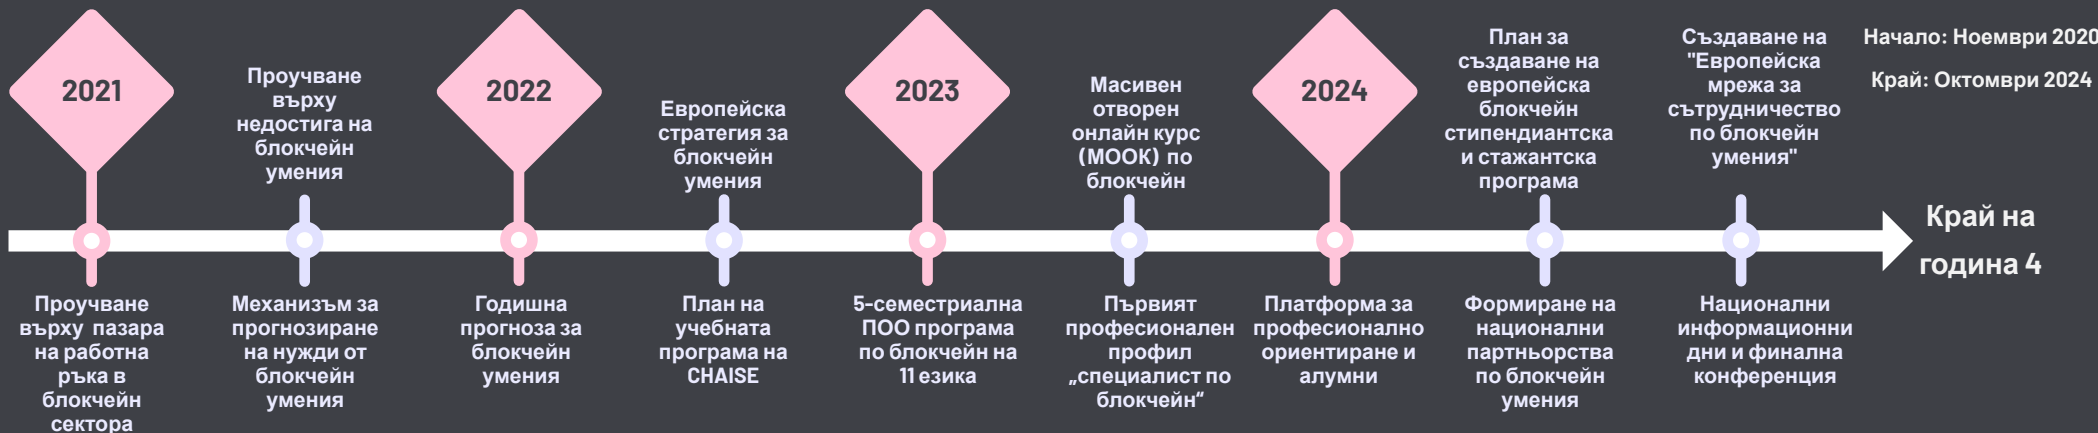 2021
Проучване
върху
недостига на
блокчейн
умения
2022
Европейска
стратегия за
блокчейн
умения
2023
Масивен
отворен
онлайн курс
(МООК) по
блокчейн
2024
План за
създаване на
европейска
блокчейн
стипендиантска
и стажантска
програма
Създаване на
"Европейска
мрежа за
сътрудничество
по блокчейн
умения"
Начало: Ноември 2020
Край: Октомври 2024
Край на
година 4
Проучване
върху пазара
на работна
ръка в
блокчейн
сектора
Механизъм за
прогнозиране
на нужди от
блокчейн
умения
Годишна
прогноза за
блокчейн
умения
План на
учебната
програма на
CHAISE
5-семестриална
ПОО програма
по блокчейн на
11 езика
Първият
професионален
профил
„специалист по
блокчейн“
Платформа за
професионално
ориентиране и
алумни
Формиране на
национални
партньорства
по блокчейн
умения
Национални
информационни
дни и финална
конференция